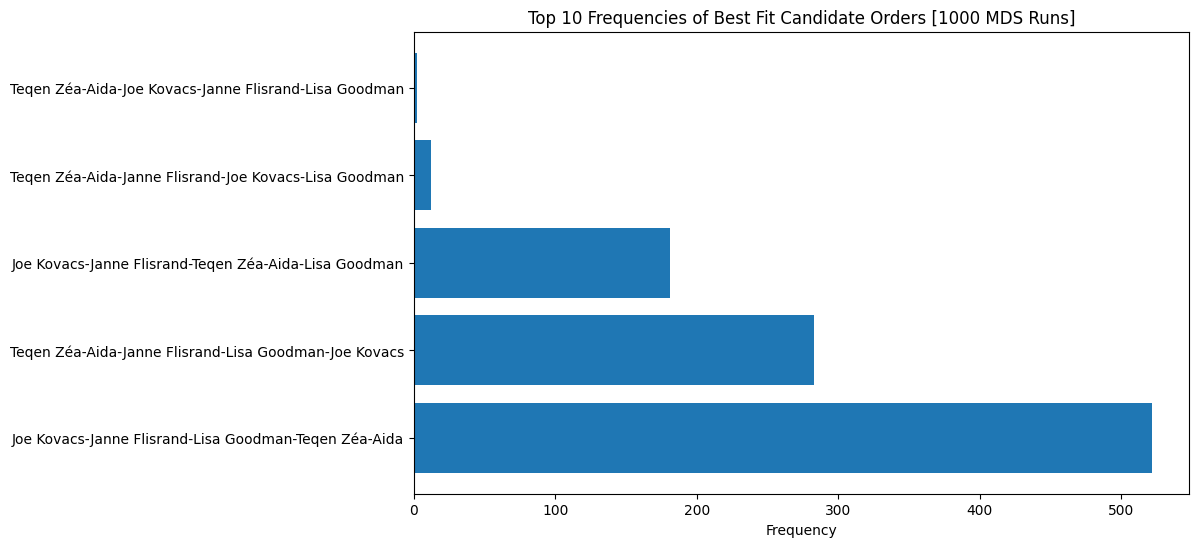 Top 10 Frequencies of Best Fit Candidate Orders [1000 MDS Runs]
Teqen Zéa-Aida-Joe Kovacs-Janne Flisrand-Lisa Goodman
Teqen Zéa-Aida-Janne Flisrand-Joe Kovacs-Lisa Goodman
Joe Kovacs-Janne Flisrand-Teqen Zéa-Aida-Lisa Goodman
Teqen Zéa-Aida-Janne Flisrand-Lisa Goodman-Joe Kovacs
Joe Kovacs-Janne Flisrand-Lisa Goodman-Teqen Zéa-Aida
0 100 200 300 400 500
Frequency